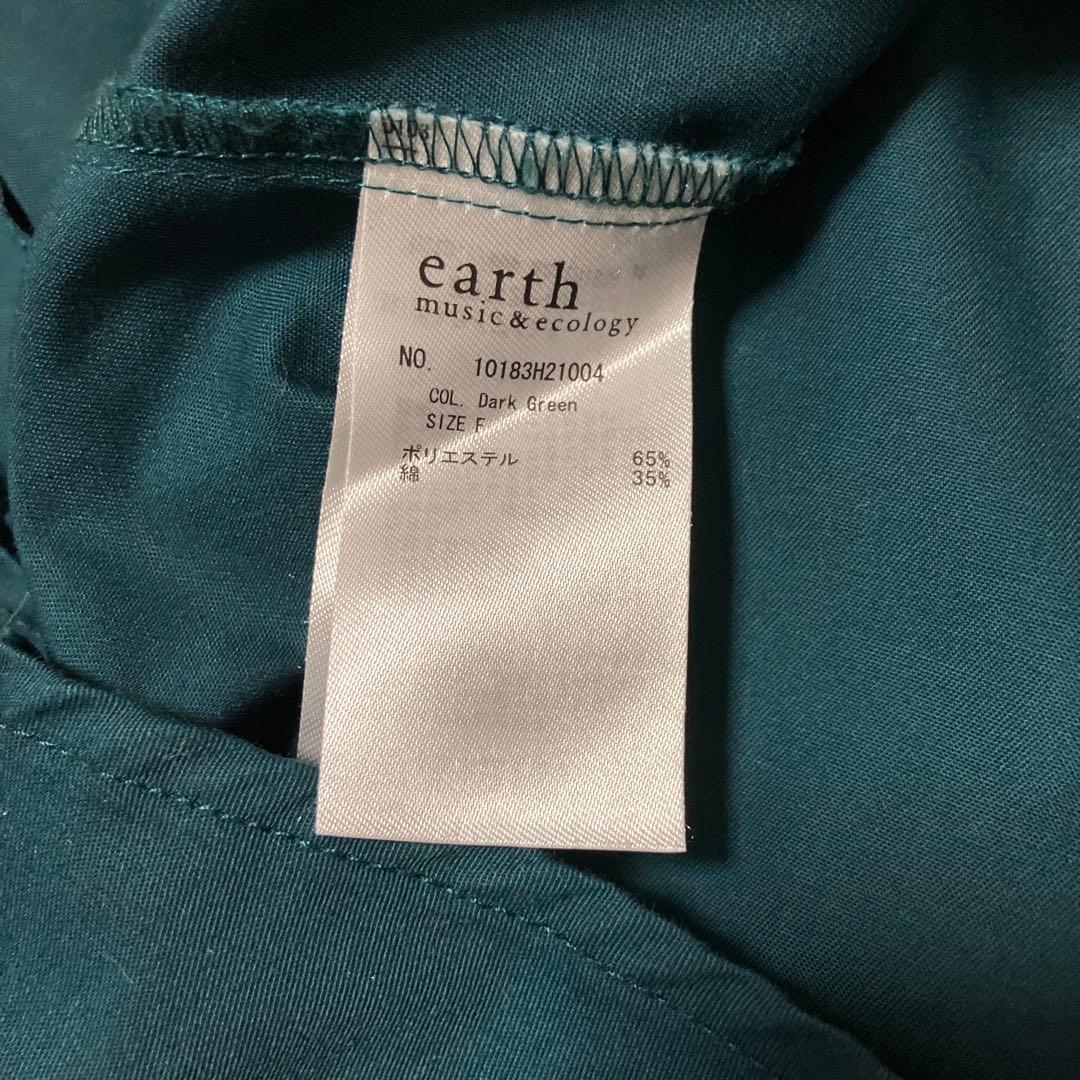 earth
music&ecology
NO. 10183H21004
COL. Dark Green
SIZE F
ポリエステル 65%
綿 35%